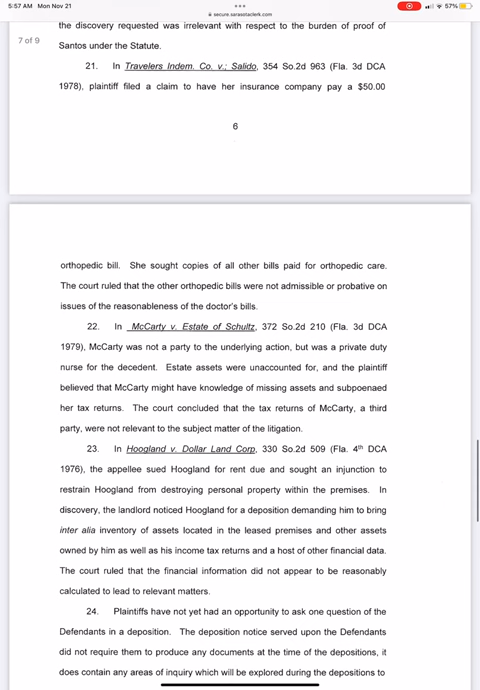 5:57 AM Mon Nov 21
57%
secure.sarasotaclerk.com
7 of 9
the discovery requested was irrelevant with respect to the burden of proof of
Santos under the Statute.
21. In Travelers Indem. Co. v.; Salido, 354 So.2d 963 (Fla. 3d DCA
1978), plaintiff filed a claim to have her insurance company pay a $50.00
6
orthopedic bill. She sought copies of all other bills paid for orthopedic care.
The court ruled that the other orthopedic bills were not admissible or probative on
issues of the reasonableness of the doctor's bills.
22. In McCarty v. Estate of Schultz, 372 So.2d 210 (Fla. 3d DCA
1979), McCarty was not a party to the underlying action, but was a private duty
nurse for the decedent. Estate assets were unaccounted for, and the plaintiff
believed that McCarty might have knowledge of missing assets and subpoenaed
her tax returns. The court concluded that the tax returns of McCarty, a third
party, were not relevant to the subject matter of the litigation.
23. In Hoogland v. Dollar Land Corp, 330 So.2d 509 (Fla. 4th DCA
1976), the appellee sued Hoogland for rent due and sought an injunction to
restrain Hoogland from destroying personal property within the premises. In
discovery, the landlord noticed Hoogland for a deposition demanding him to bring
inter alia inventory of assets located in the leased premises and other assets
owned by him as well as his income tax returns and a host of other financial data.
The court ruled that the financial information did not appear to be reasonably
calculated to lead to relevant matters.
24. Plaintiffs have not yet had an opportunity to ask one question of the
Defendants in a deposition. The deposition notice served upon the Defendants
did not require them to produce any documents at the time of the depositions, it
does contain any areas of inquiry which will be explored during the depositions to